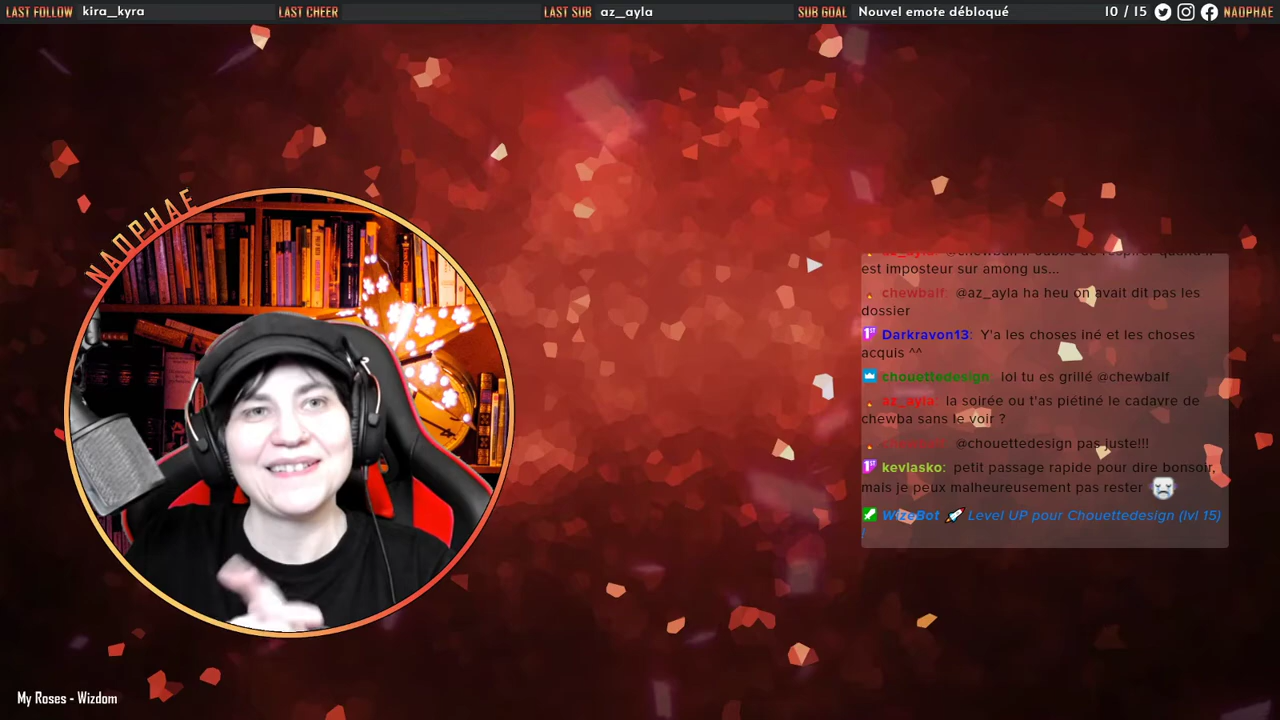 LAST FOLLOW kira_kyra LAST CHEER LAST SUB az_ayla SUB GOAL Nouvel emote débloqué 10 / 15 NAOPHAE
NAOPHAE
est imposteur sur among us...
chewbalf: @az_ayla ha heu on avait dit pas les
dossier
Darkravon13: Y'a les choses iné et les choses
acquis ^^
chouettedesign: lol tu es grillé @chewbalf
az_ayla: la soirée ou t'as piétiné le cadavre de
chewba sans le voir ?
chewbalf: @chouettedesign pas juste!!!
kevlasko: petit passage rapide pour dire bonsoir,
mais je peux malheureusement pas rester
WizeBot Level UP pour Chouettedesign (lvl 15)
!
My Roses - Wizdom